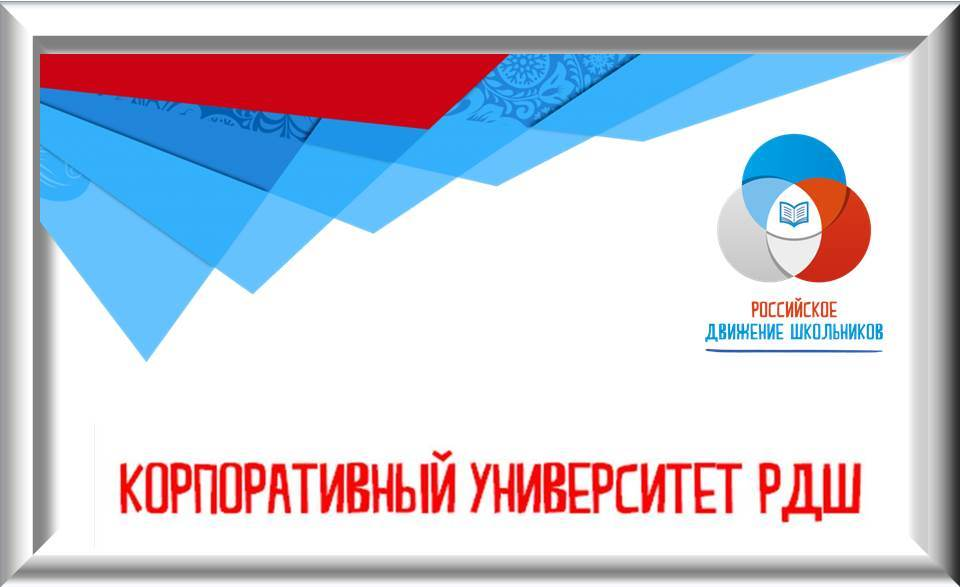 РОССИЙСКОЕ
ДВИЖЕНИЕ ШКОЛЬНИКОВ
КОРПОРАТИВНЫЙ УНИВЕРСИТЕТ РДШ